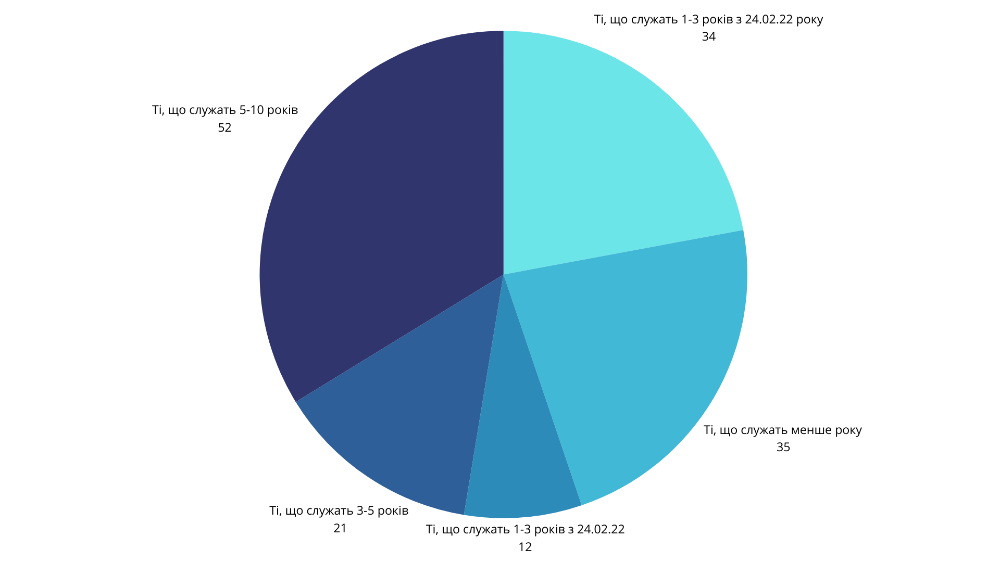 Ті, що служать 1-3 років з 24.02.22 року
34
Ті, що служать 5-10 років
52
Ті, що служать менше року
35
Ті, що служать 3-5 років
21
Ті, що служать 1-3 років з 24.02.22
12